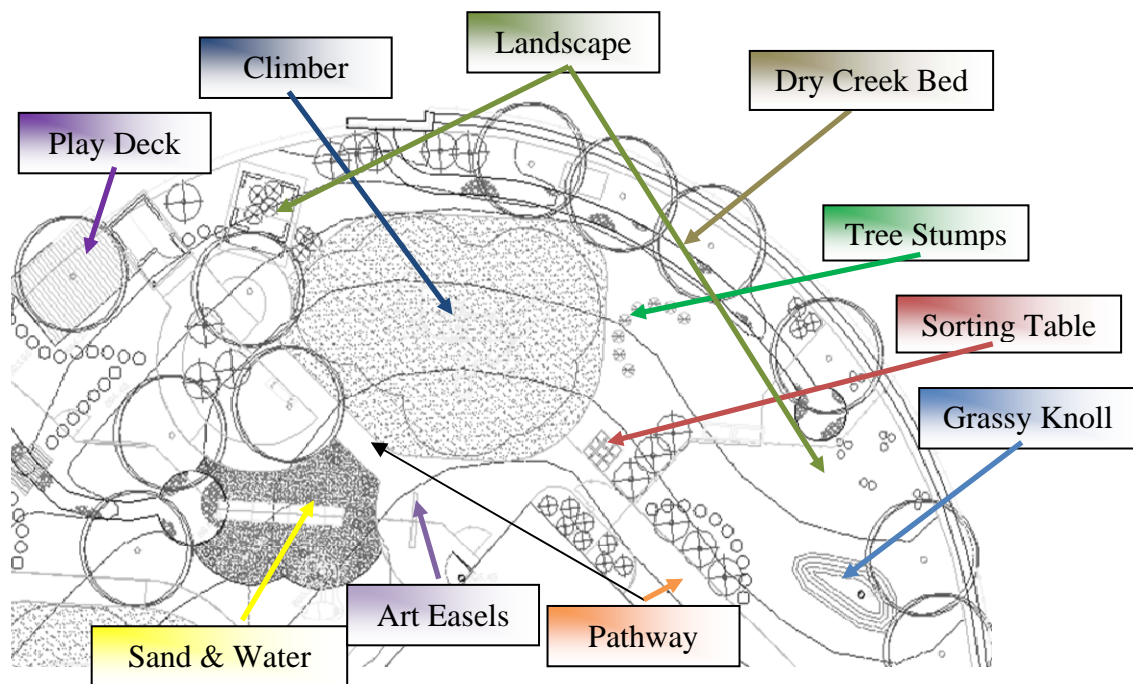 Landscape
Climber
Dry Creek Bed
Play Deck
Tree Stumps
Sorting Table
Grassy Knoll
Art Easels
Pathway
Sand & Water